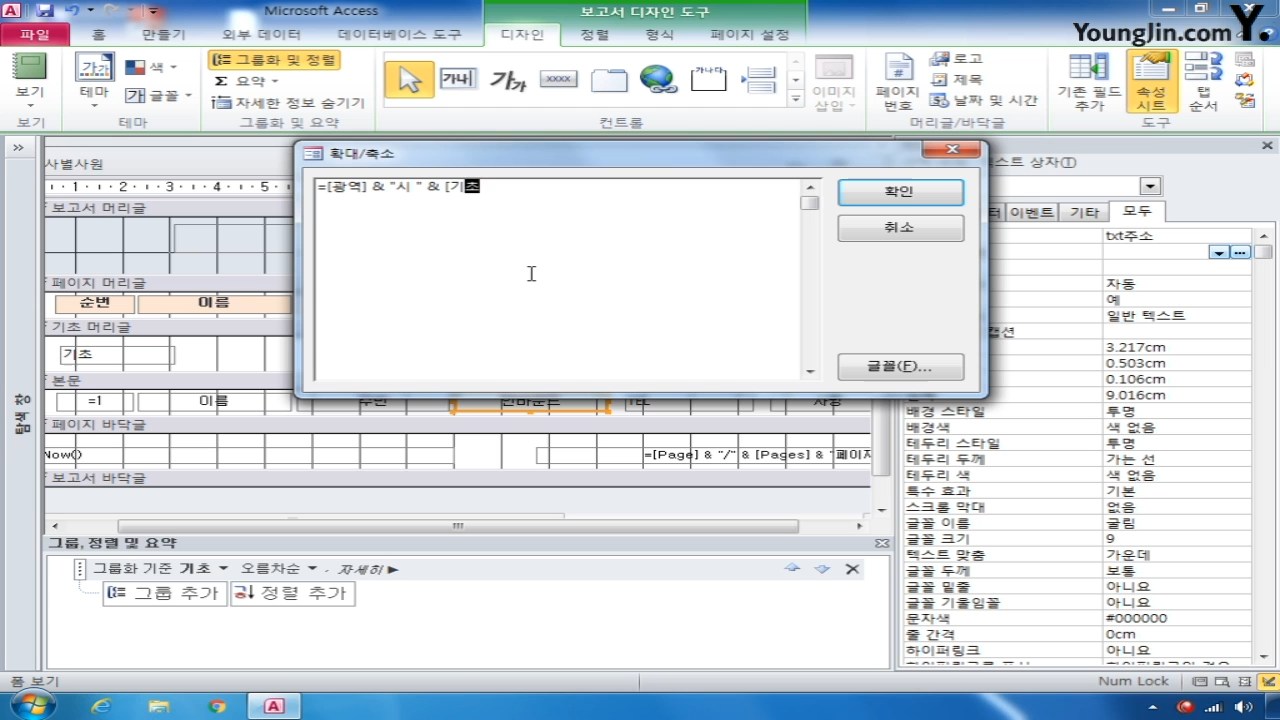 Microsoft Access
보고서 디자인 도구
YoungJin.com Y.
파일 홈 만들기 외부 데이터 데이터베이스 도구 디자인 정렬 형식 페이지 설정
보기
가가
테마
색
가 글꼴
그룹화 및 정렬
Σ 요약
자세한 정보 숨기기
가나
가가
xxxx
가나다
이미지
삽입
페이지
번호
로고
제목
날짜 및 시간
기존 필드
추가
속성
시트
탭
순서
보기 테마 그룹화 및 요약 컨트롤 머리글/바닥글 도구
사별사원
1 2 3 4 5
보고서 머리글
페이지 머리글
순번 이름
기초 머리글
기초
본문
=1 이름
페이지 바닥글
Now() =[Page] & "/" & [Pages] & "페이지
보고서 바닥글
탐색 창
확대/축소
=[광역] & "시 " & [기초
확인
취소
글꼴(F)...
텍스트 상자(I)
이벤트 기타 모두
txt주소
자동
예
일반 텍스트
캡션
3.217cm
0.503cm
0.106cm
9.016cm
배경 스타일 투명
배경색 색 없음
테두리 스타일 투명
테두리 두께 가는 선
테두리 색 색 없음
특수 효과 기본
스크롤 막대 없음
글꼴 이름 굴림
글꼴 크기 9
텍스트 맞춤 가운데
글꼴 두께 보통
글꼴 밑줄 아니요
글꼴 기울임꼴 아니요
문자색 #000000
줄 간격 0cm
하이퍼링크 아니요
그룹, 정렬 및 요약
그룹화 기준 기초 오름차순 , 자세히
그룹 추가 정렬 추가
폼 보기
Num Lock